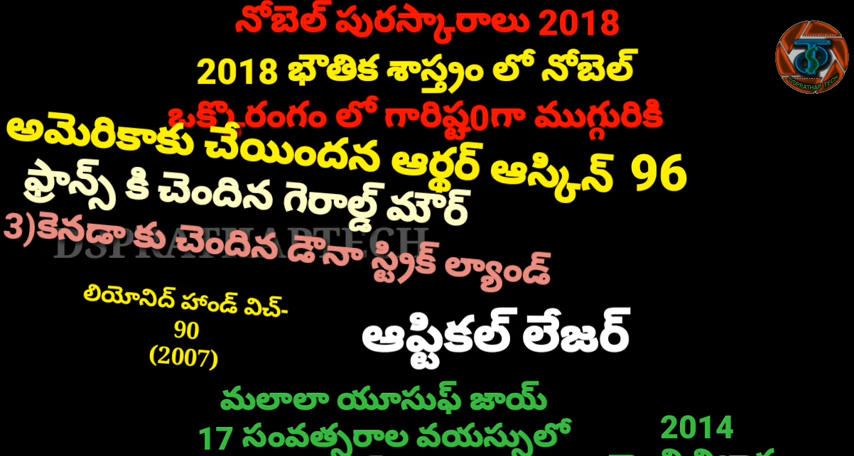 నోబెల్ పురస్కారాలు 2018
2018 భౌతిక శాస్త్రం లో నోబెల్
ఒక్కొరంగం లో గారిష్ట0గా ముగ్గురికి
అమెరికాకు చేయిందన ఆర్థర్ ఆస్కిన్ 96
ఫ్రాన్స్ కి చెందిన గెరాల్డ్ మౌర్
3)కెనడా కు చెందిన డౌనా స్ట్రిక్ ల్యాండ్
DSPRATHAPTECH
లియోనిద్ హాండ్ విచ్-
90
(2007)
ఆప్టికల్ లేజర్
మలాలా యూసుఫ్ జాయ్
17 సంవత్సరాల వయస్సులో
2014